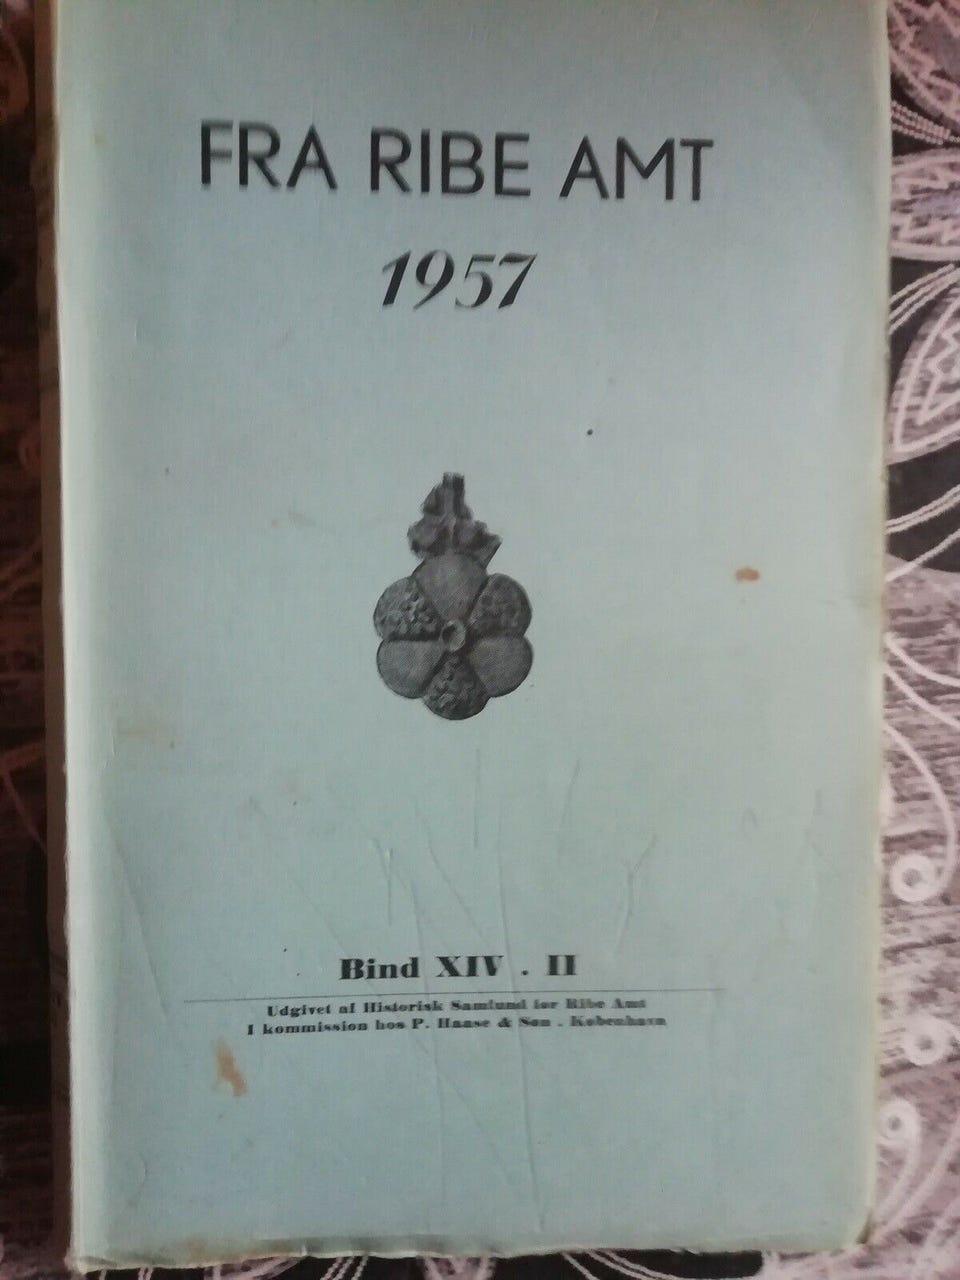 FRA RIBE AMT
1957
Bind XIV . II
Udgivet af Historisk Samfund for Ribe Amt
I kommission hos P. Haase & Søn . København